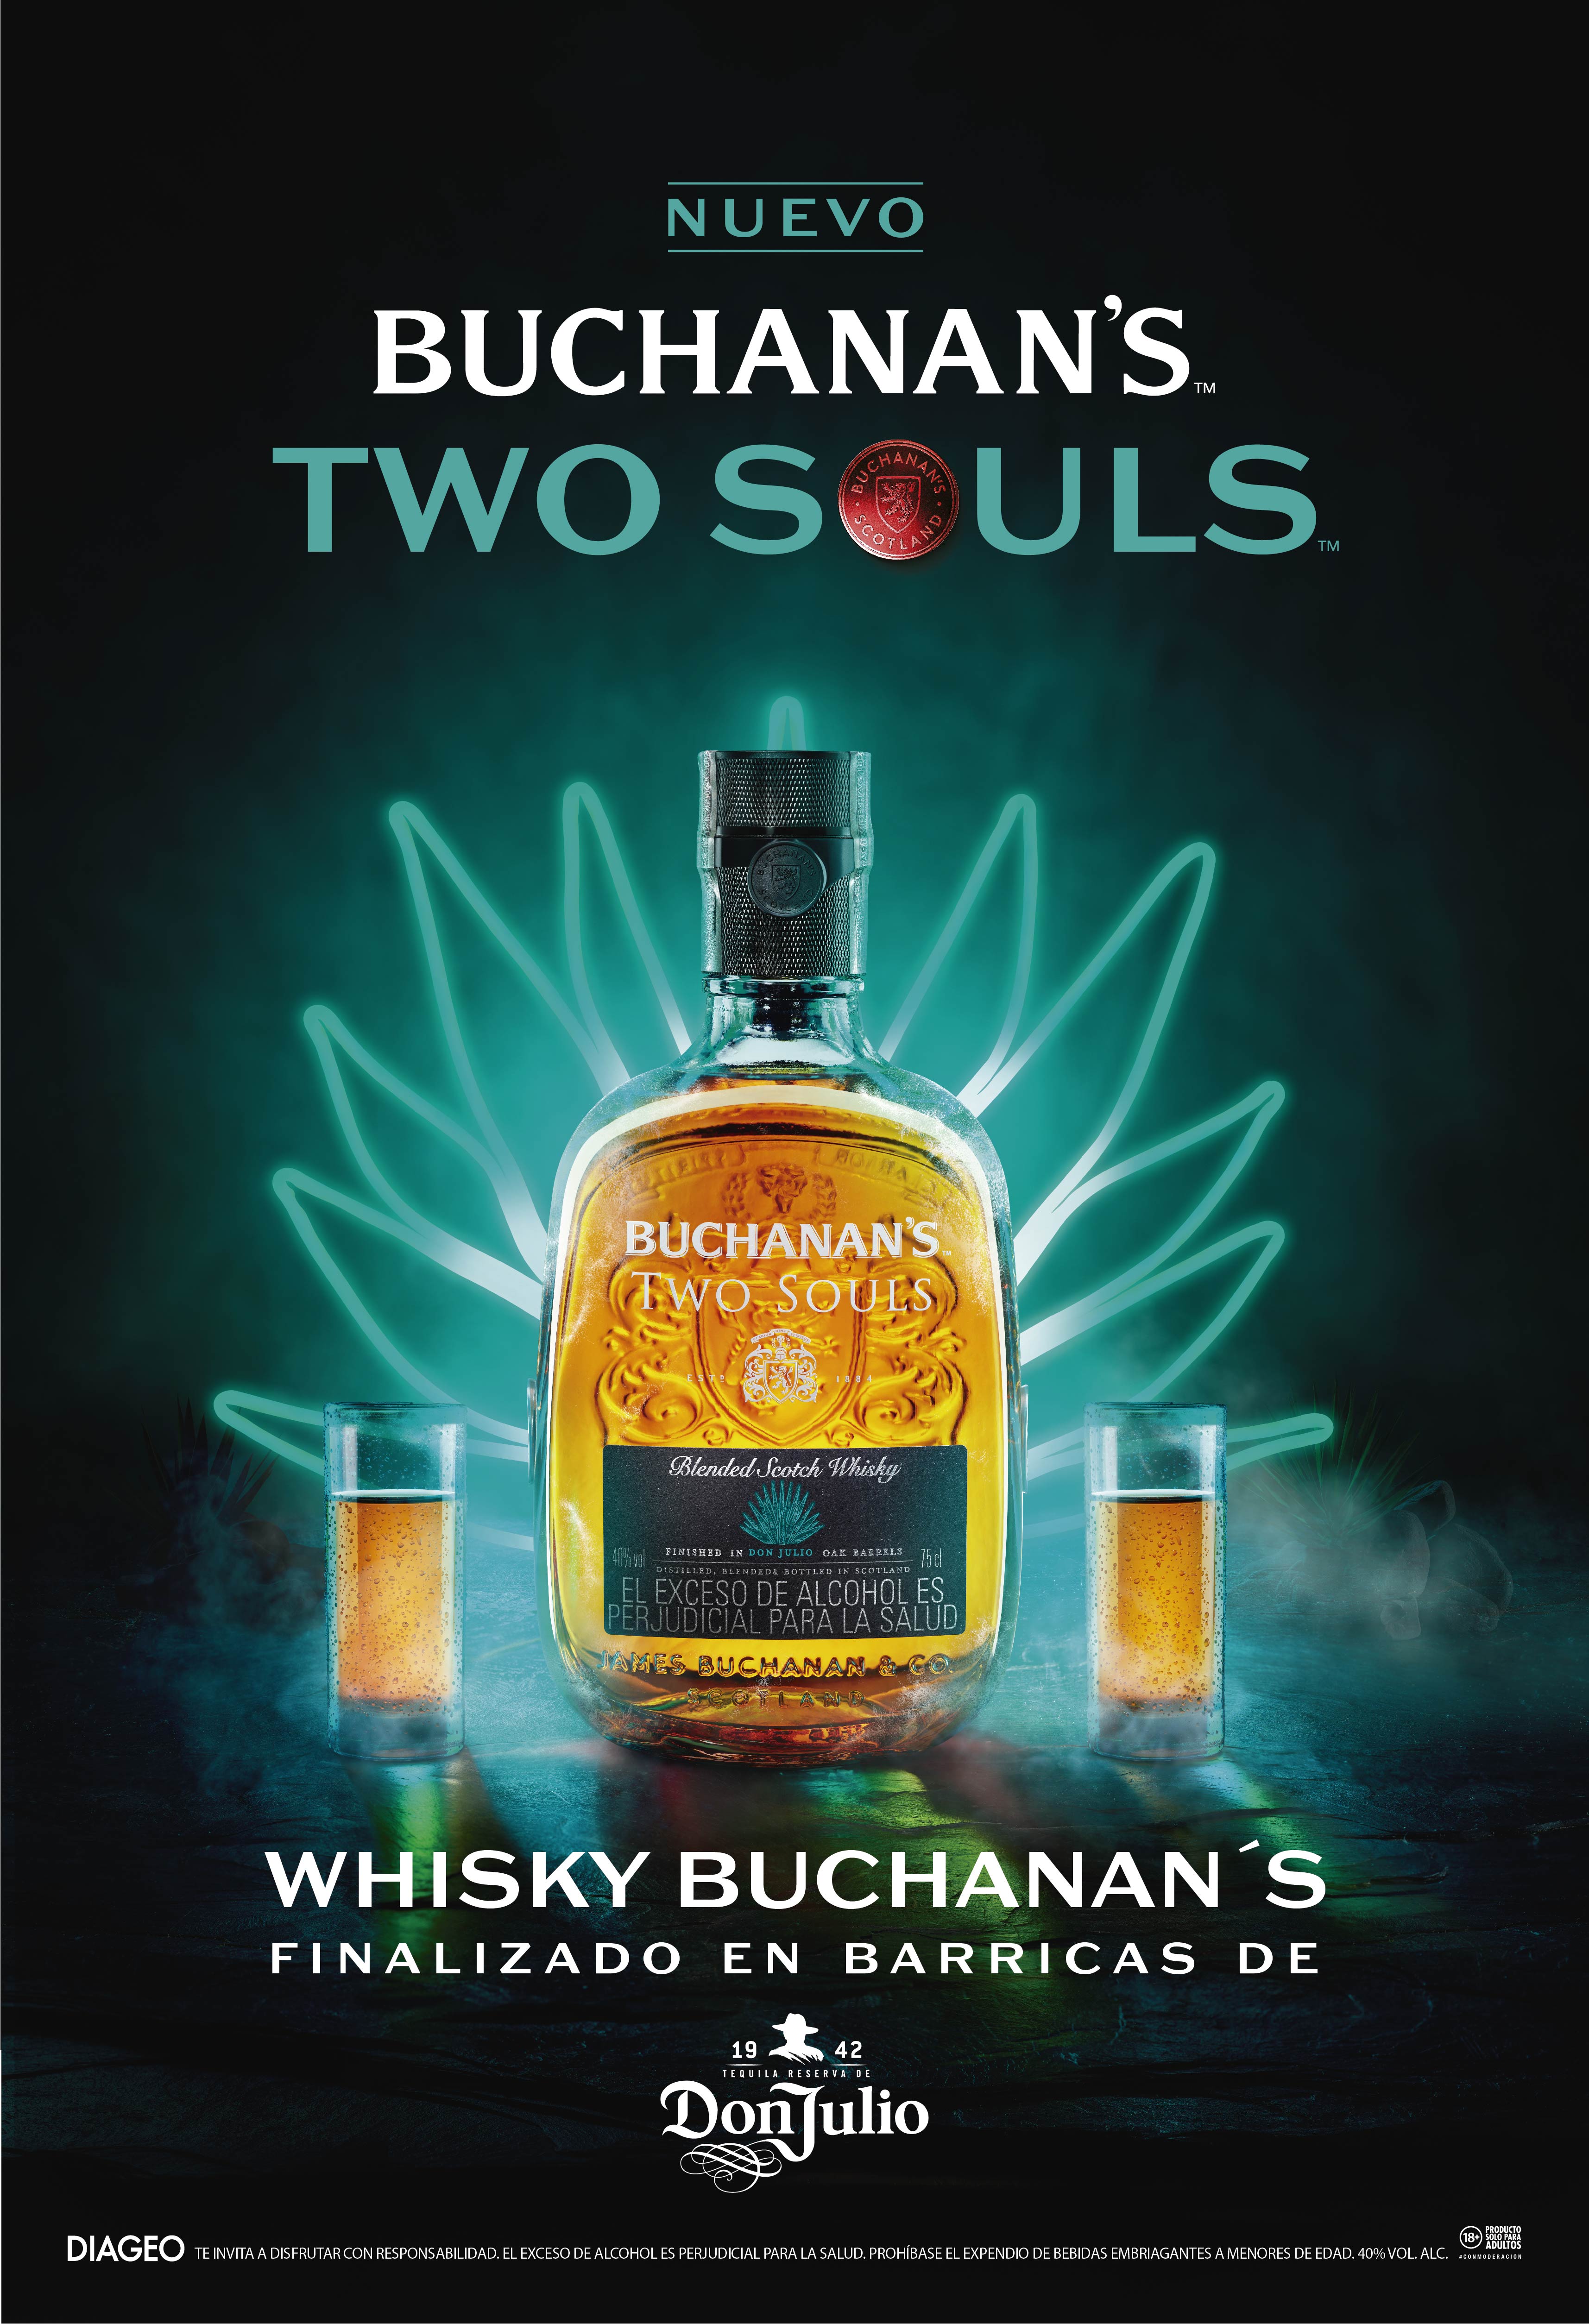 NUEVO
BUCHANAN'S™
TWO SOULS™
BUCHANAN'S
SCOTLAND
BUCHANAN'S™
TWO SOULS
ESTD 1884
Blended Scotch Whisky
FINISHED IN DON JULIO OAK BARRELS
40% vol 75 cl
DISTILLED, BLENDED& BOTTLED IN SCOTLAND
EL EXCESO DE ALCOHOL ES
PERJUDICIAL PARA LA SALUD
JAMES BUCHANAN & CO.
SCOTLAND
WHISKY BUCHANAN´S
FINALIZADO EN BARRICAS DE
19 42
TEQUILA RESERVA DE
Don Julio
DIAGEO TE INVITA A DISFRUTAR CON RESPONSABILIDAD. EL EXCESO DE ALCOHOL ES PERJUDICIAL PARA LA SALUD. PROHÍBASE EL EXPENDIO DE BEBIDAS EMBRIAGANTES A MENORES DE EDAD. 40% VOL. ALC.
18+ PRODUCTO
SOLO PARA
ADULTOS
#CONMODERACIÓN